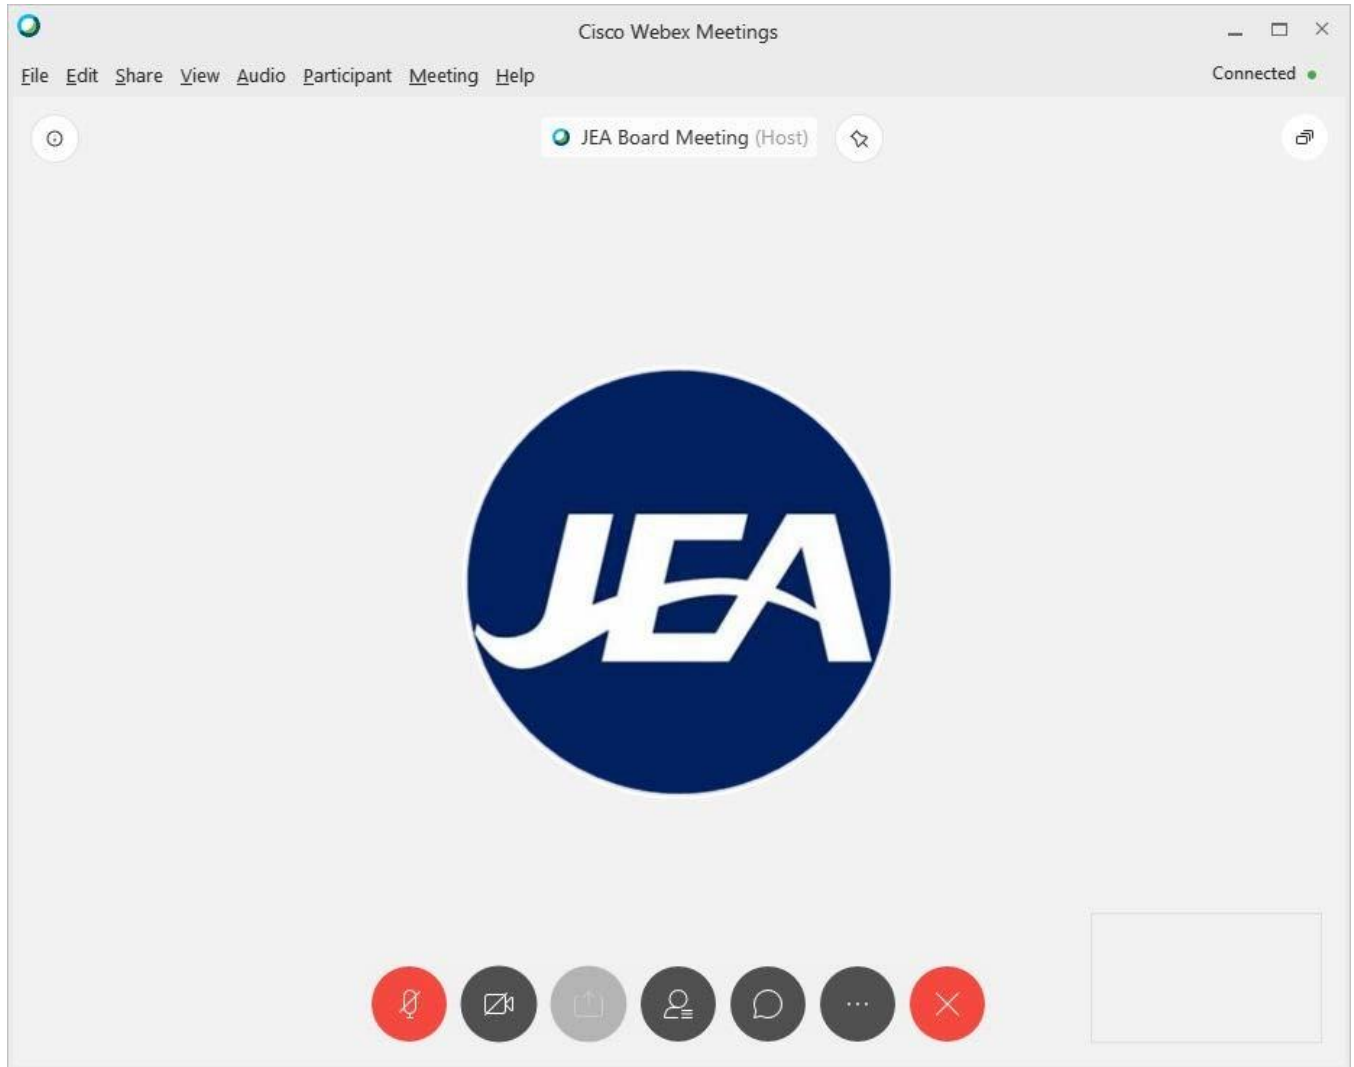 Cisco Webex Meetings
File Edit Share View Audio Participant Meeting Help
Connected
JEA Board Meeting (Host)
JEA